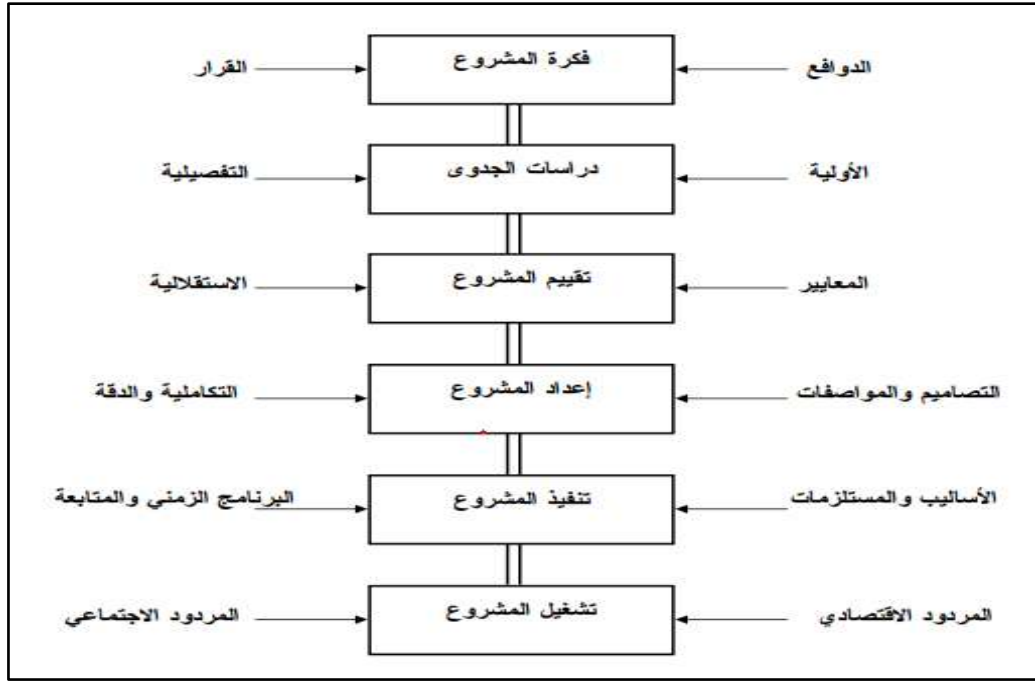 الدوافع
فكرة المشروع
القرار
الأولية
دراسات الجدوى
التفصيلية
المعايير
تقييم المشروع
الاستقلالية
التصاميم والمواصفات
إعداد المشروع
التكاملية والدقة
الأساليب والمستلزمات
تنفيذ المشروع
البرنامج الزمني والمتابعة
المردود الاقتصادي
تشغيل المشروع
المردود الاجتماعي